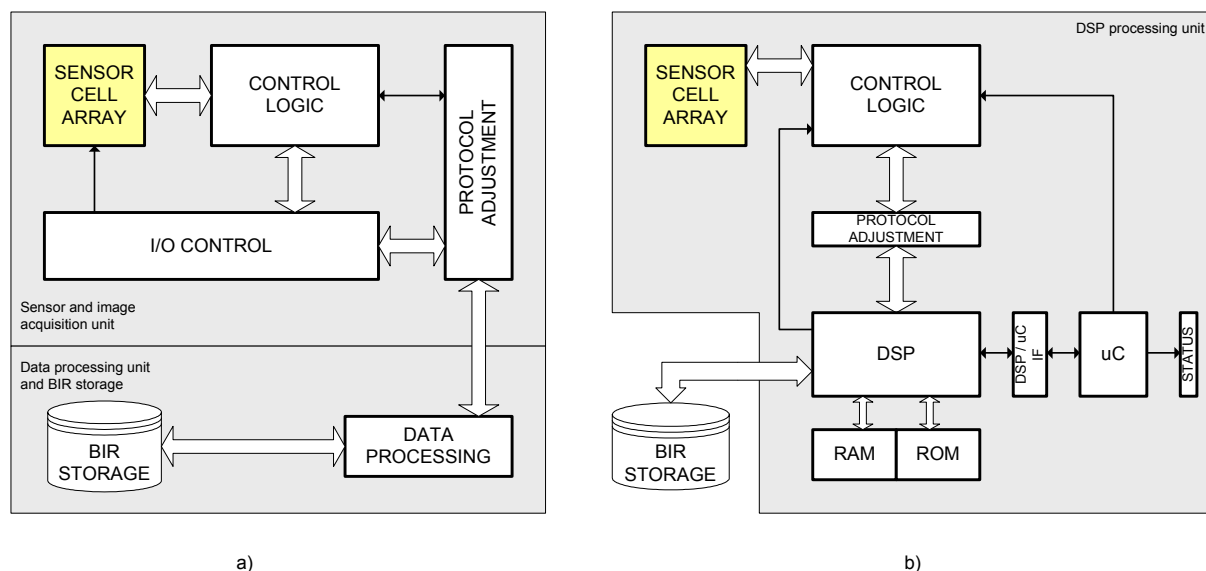 SENSOR
CELL
ARRAY
CONTROL
LOGIC
PROTOCOL
ADJUSTMENT
I/O CONTROL
Sensor and image
acquisition unit
Data processing unit
and BIR storage
BIR
STORAGE
DATA
PROCESSING
a)
DSP processing unit
SENSOR
CELL
ARRAY
CONTROL
LOGIC
PROTOCOL
ADJUSTMENT
DSP
DSP / uC
IF
uC
STATUS
BIR
STORAGE
RAM
ROM
b)